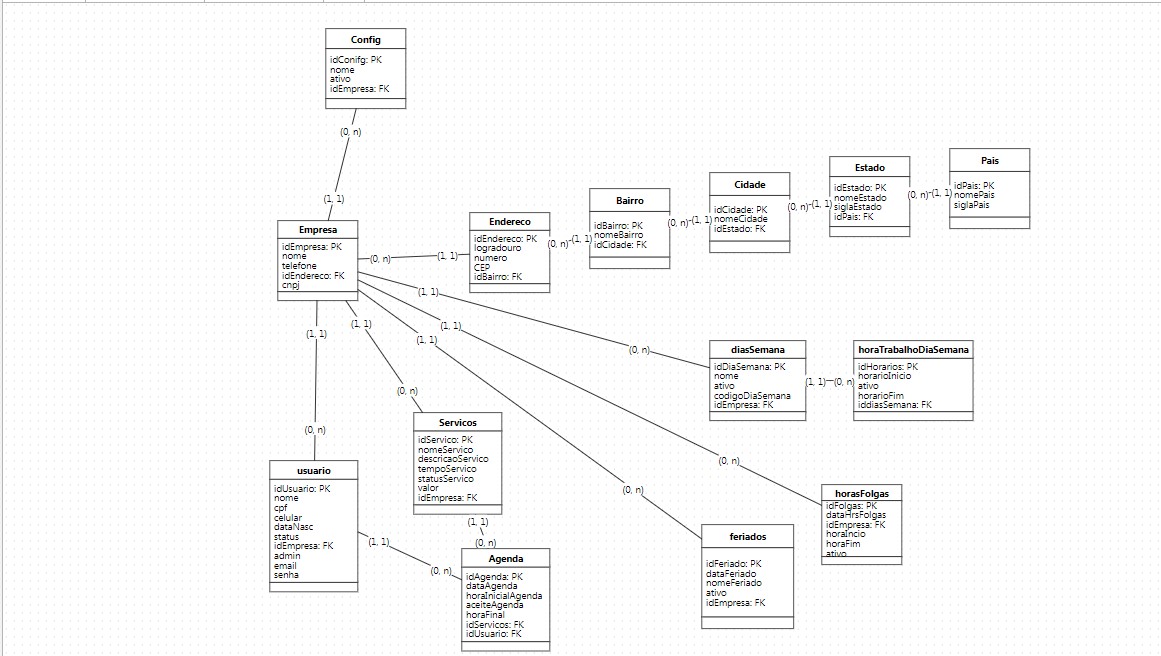 Config
idConifg: PK
nome
ativo
idEmpresa: FK
(0, n)
(1, 1)
Empresa
idEmpresa: PK
nome
telefone
idEndereco: FK
cnpj
(0, n)
(1, 1)
Endereco
idEndereco: PK
logradouro
numero
CEP
idBairro: FK
(0, n)
(1, 1)
Bairro
idBairro: PK
nomeBairro
idCidade: FK
(0, n)
(1, 1)
Cidade
idCidade: PK
nomeCidade
idEstado: FK
(0, n)
(1, 1)
Estado
idEstado: PK
nomeEstado
siglaEstado
idPais: FK
(0, n)
(1, 1)
Pais
idPais: PK
nomePais
siglaPais
(1, 1)
(0, n)
diasSemana
idDiaSemana: PK
nome
ativo
codigoDiaSemana
idEmpresa: FK
(1, 1)
(0, n)
horaTrabalhoDiaSemana
idHorarios: PK
horarioInicio
ativo
horarioFim
iddiasSemana: FK
(1, 1)
(0, n)
horasFolgas
idFolgas: PK
dataHrsFolgas
idEmpresa: FK
horaIncio
horaFim
ativo
(1, 1)
(0, n)
feriados
idFeriado: PK
dataFeriado
nomeFeriado
ativo
idEmpresa: FK
(1, 1)
(0, n)
Servicos
idServico: PK
nomeServico
descricaoServico
tempoServico
statusServico
valor
idEmpresa: FK
(1, 1)
(0, n)
usuario
idUsuario: PK
nome
cpf
celular
dataNasc
status
idEmpresa: FK
admin
email
senha
(1, 1)
(0, n)
(1, 1)
(0, n)
Agenda
idAgenda: PK
dataAgenda
horaInicialAgenda
aceiteAgenda
horaFinal
idServicos: FK
idUsuario: FK